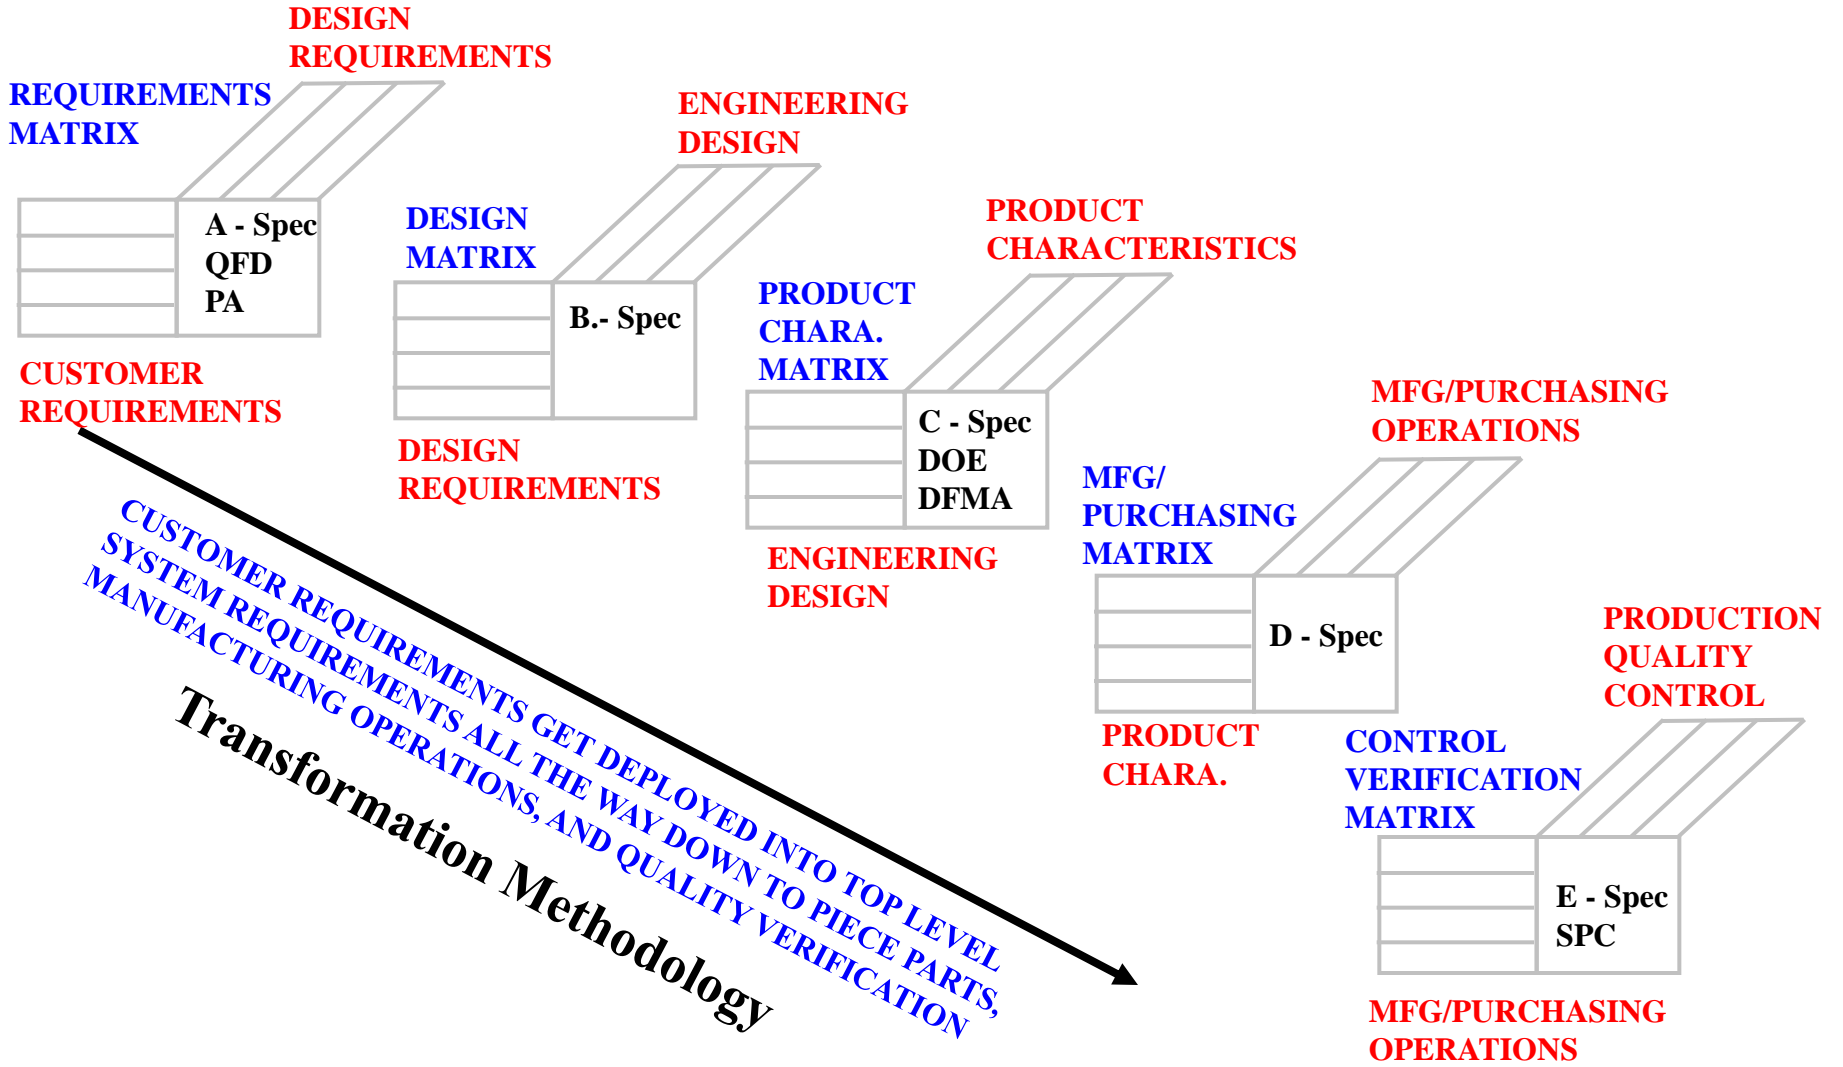 DESIGN
REQUIREMENTS
REQUIREMENTS
MATRIX
A - Spec
QFD
PA
CUSTOMER
REQUIREMENTS
ENGINEERING
DESIGN
DESIGN
MATRIX
B.- Spec
DESIGN
REQUIREMENTS
PRODUCT
CHARACTERISTICS
PRODUCT
CHARA.
MATRIX
C - Spec
DOE
DFMA
ENGINEERING
DESIGN
MFG/PURCHASING
OPERATIONS
MFG/
PURCHASING
MATRIX
D - Spec
PRODUCT
CHARA.
PRODUCTION
QUALITY
CONTROL
CONTROL
VERIFICATION
MATRIX
E - Spec
SPC
MFG/PURCHASING
OPERATIONS
CUSTOMER REQUIREMENTS GET DEPLOYED INTO TOP LEVEL
SYSTEM REQUIREMENTS ALL THE WAY DOWN TO PIECE PARTS,
MANUFACTURING OPERATIONS, AND QUALITY VERIFICATION
Transformation Methodology